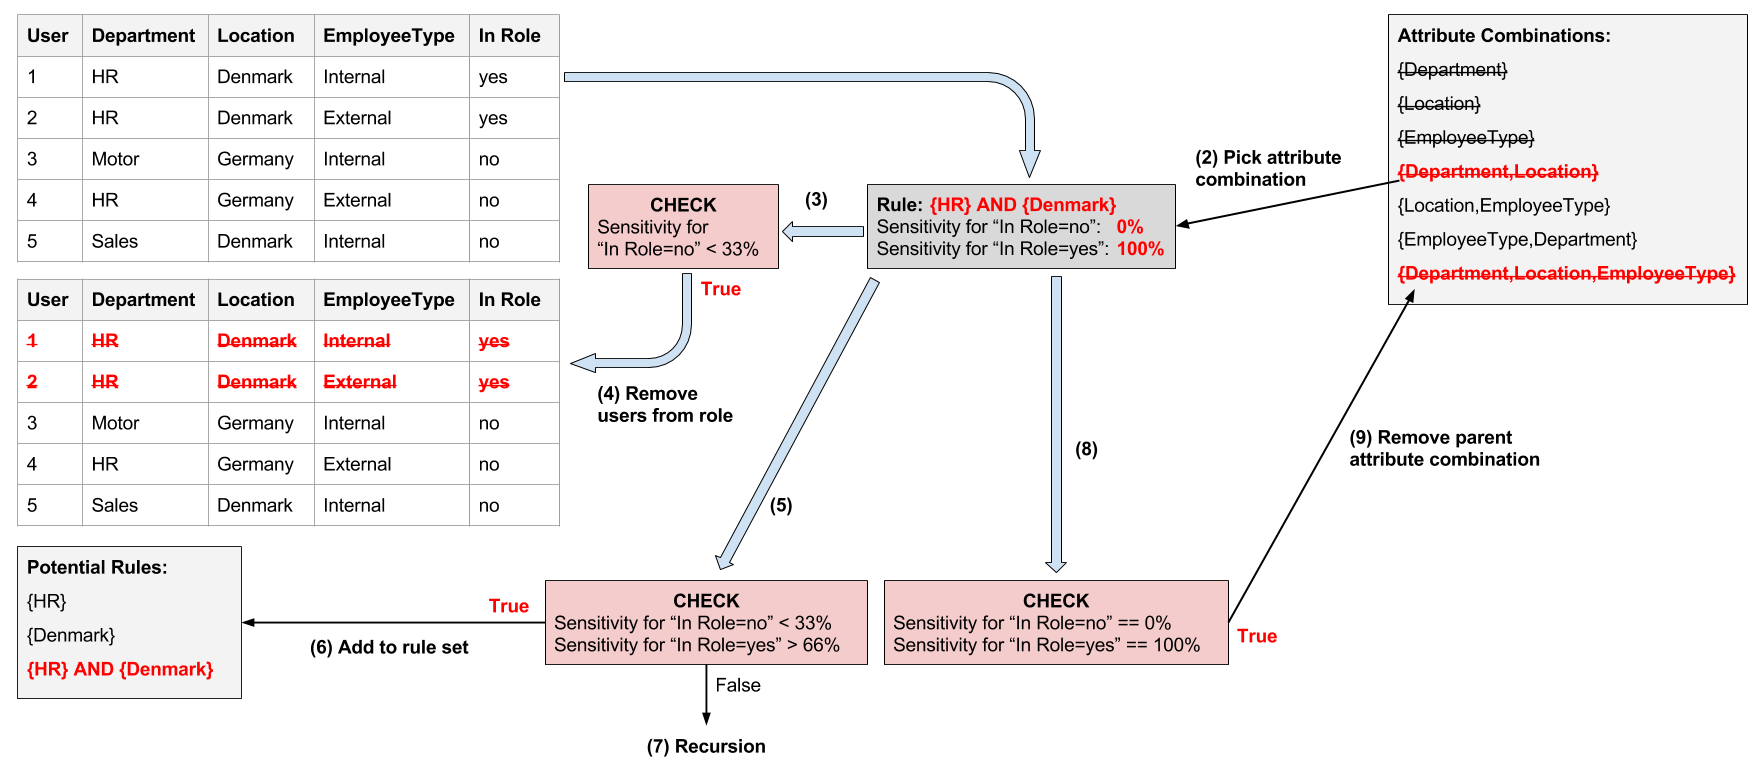 User Department Location EmployeeType In Role
1 HR Denmark Internal yes
2 HR Denmark External yes
3 Motor Germany Internal no
4 HR Germany External no
5 Sales Denmark Internal no
User Department Location EmployeeType In Role
1 HR Denmark Internal yes
2 HR Denmark External yes
3 Motor Germany Internal no
4 HR Germany External no
5 Sales Denmark Internal no
Potential Rules:
{HR}
{Denmark}
{HR} AND {Denmark}
CHECK
Sensitivity for
“In Role=no” < 33%
(3)
True
(4) Remove
users from role
Rule: {HR} AND {Denmark}
Sensitivity for “In Role=no”: 0%
Sensitivity for “In Role=yes”: 100%
(2) Pick attribute
combination
Attribute Combinations:
{Department}
{Location}
{EmployeeType}
{Department,Location}
{Location,EmployeeType}
{EmployeeType,Department}
{Department,Location,EmployeeType}
(5)
(8)
(9) Remove parent
attribute combination
True
(6) Add to rule set
CHECK
Sensitivity for “In Role=no” < 33%
Sensitivity for “In Role=yes” > 66%
False
(7) Recursion
CHECK
Sensitivity for “In Role=no” == 0%
Sensitivity for “In Role=yes” == 100%
True